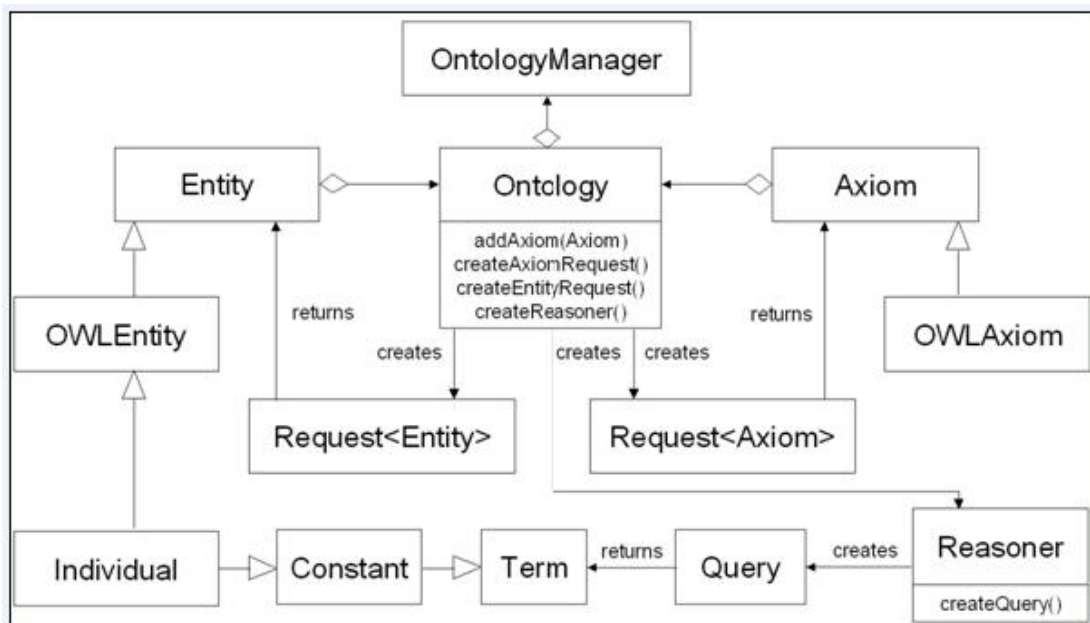 OntologyManager
Entity
Ontology
Axiom
addAxiom(Axiom)
createAxiomRequest()
createEntityRequest()
createReasoner()
returns
returns
OWLEntity
OWLAxiom
creates
creates
creates
Request<Entity>
Request<Axiom>
Individual
Constant
Term
returns
Query
creates
Reasoner
createQuery()